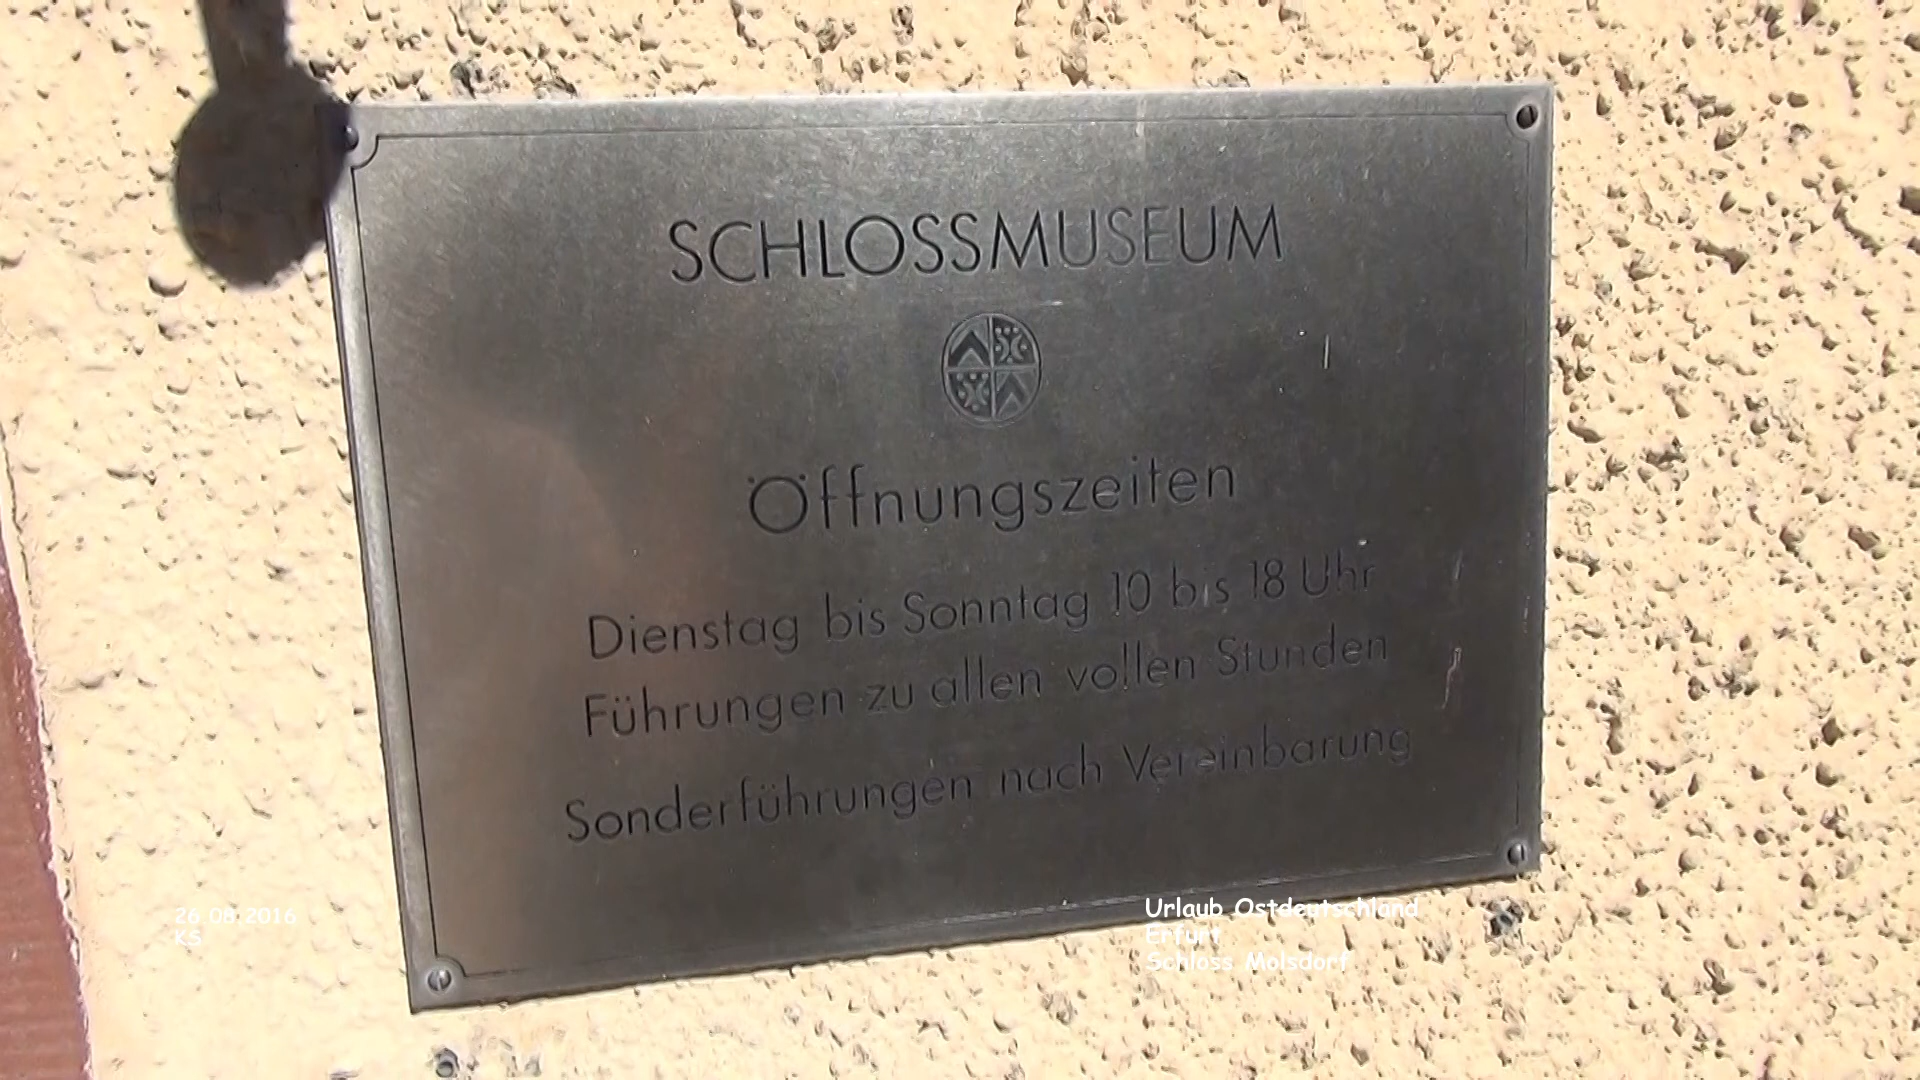 SCHLOSSMUSEUM
Öffnungszeiten
Dienstag bis Sonntag 10 bis 18 Uhr
Führungen zu allen vollen Stunden
Sonderführungen nach Vereinbarung
26.08.2016
KS
Urlaub Ostdeutschland
Erfurt
Schloss Molsdorf